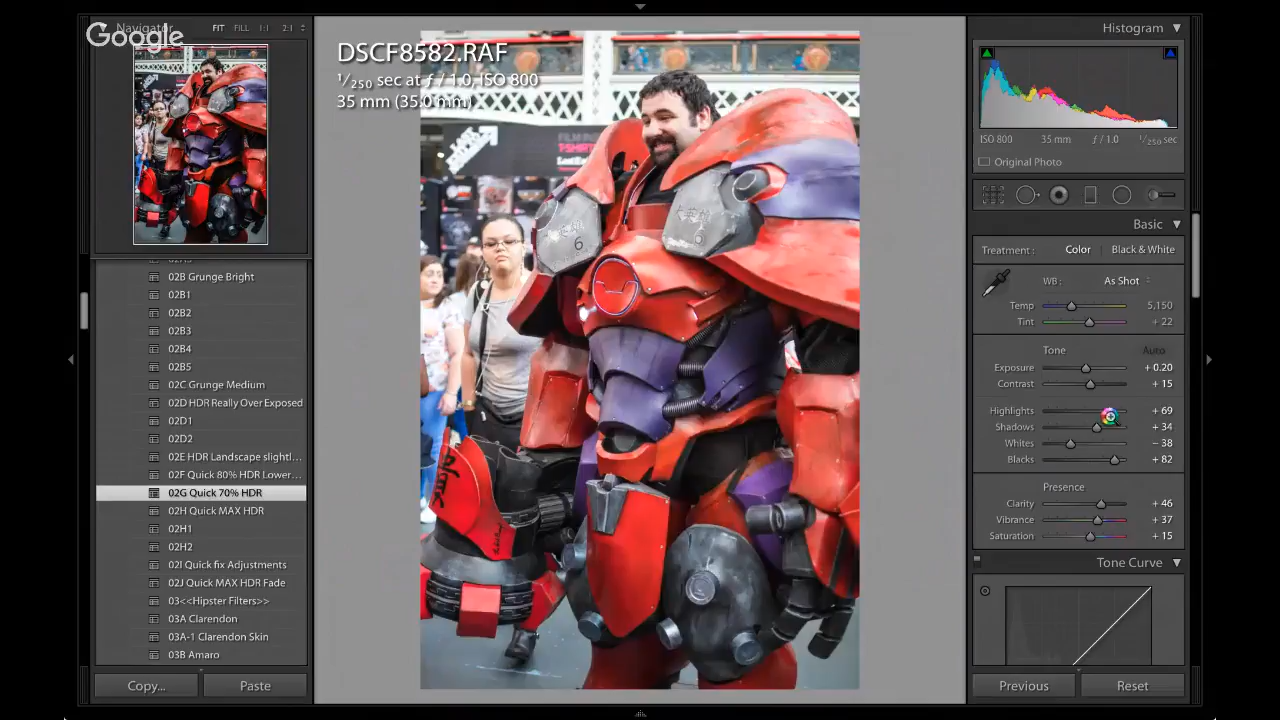 Navigator
FIT FILL 1:1 2:1
Google
02B Grunge Bright
02B1
02B2
02B3
02B4
02B5
02C Grunge Medium
02D HDR Really Over Exposed
02D1
02D2
02E HDR Landscape slightl...
02F Quick 80% HDR Lower...
02G Quick 70% HDR
02H Quick MAX HDR
02H1
02H2
02I Quick fix Adjustments
02J Quick MAX HDR Fade
03<<Hipster Filters>>
03A Clarendon
03A-1 Clarendon Skin
03B Amaro
Copy...
Paste
DSCF8582.RAF
1/250 sec at ƒ / 1.0, ISO 800
35 mm (35.0 mm)
LAST EXIT
FILM POS
T-SHIRT
6
Histogram
ISO 800 35 mm ƒ / 1.0 1/250 sec
Original Photo
Basic
Treatment: Color | Black & White
WB: As Shot
Temp 5,150
Tint + 22
Tone Auto
Exposure + 0.20
Contrast + 15
Highlights + 69
Shadows + 34
Whites – 38
Blacks + 82
Presence
Clarity + 46
Vibrance + 37
Saturation + 15
Tone Curve
Previous
Reset